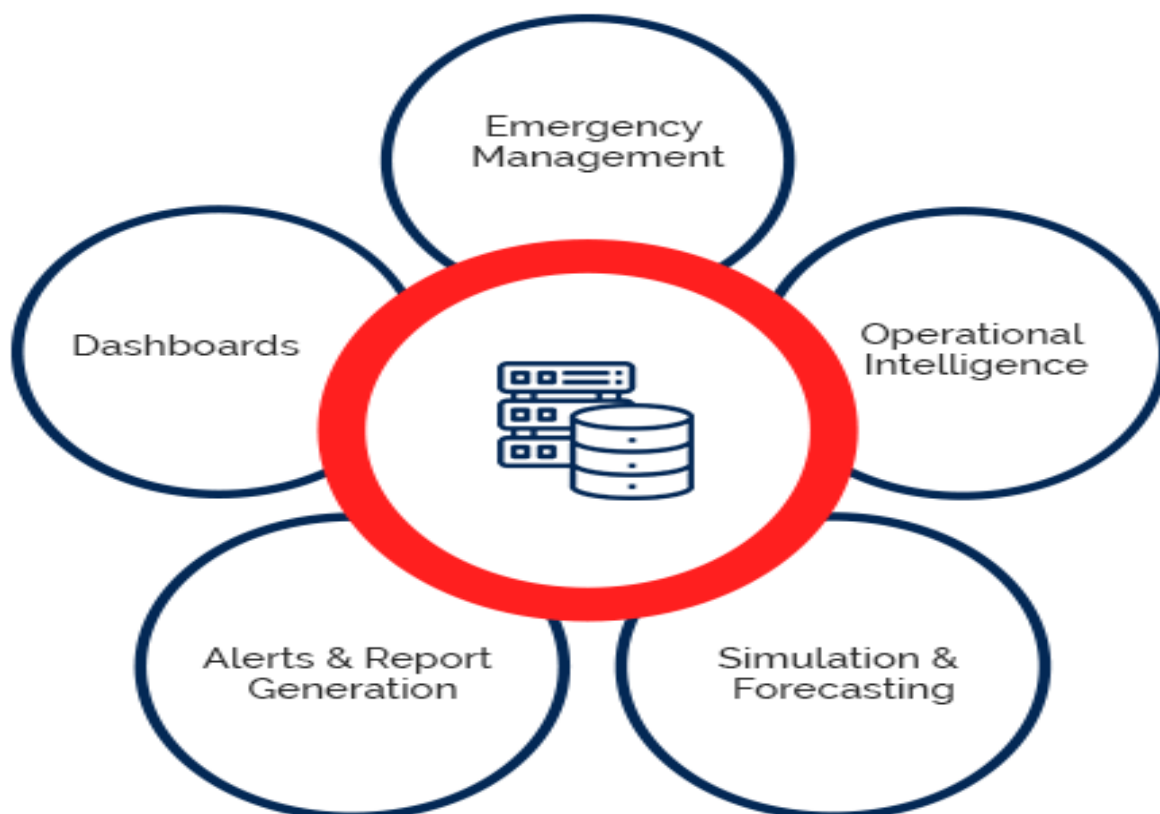 Emergency
Management
Dashboards
Operational
Intelligence
Alerts & Report
Generation
Simulation &
Forecasting